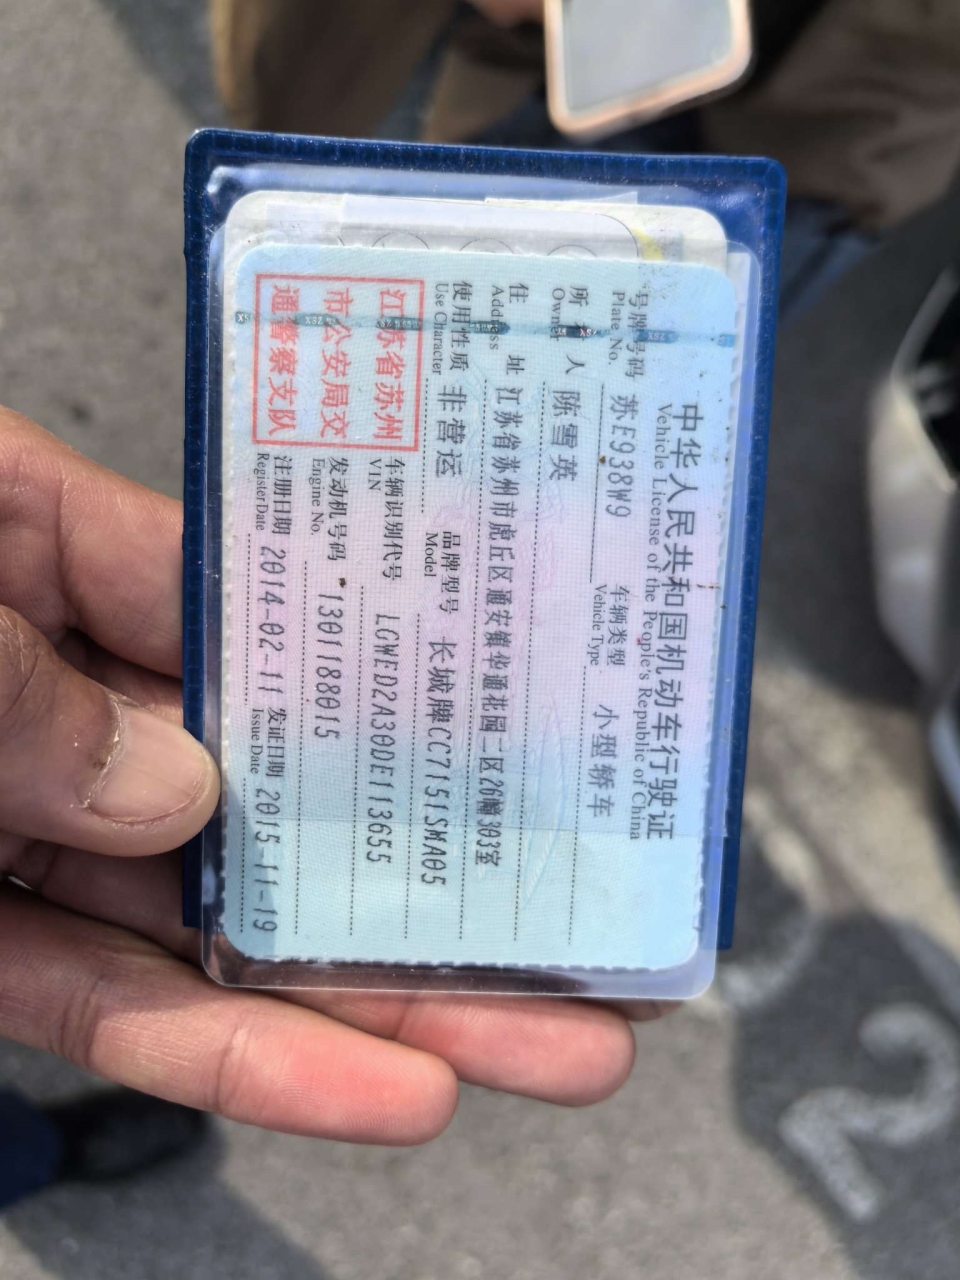 中华人民共和国机动车行驶证
Vehicle License of the People's Republic of China
号牌号码 苏E938W9 车辆类型 小型轿车
Plate No. Vehicle Type
所 人 陈雪英
Owner
住 址 江苏省苏州市虎丘区通安镇华通花园二区26幢303室
Address
使用性质 非营运 品牌型号 长城牌CC7151SMA05
Use Character Model
江苏省苏州
市公安局交
通警察支队
车辆识别代号 LGWED2A30DE113655
VIN
发动机号码 *1301188015
Engine No.
注册日期 2014-02-11 发证日期 2015-11-19
Register Date Issue Date
2